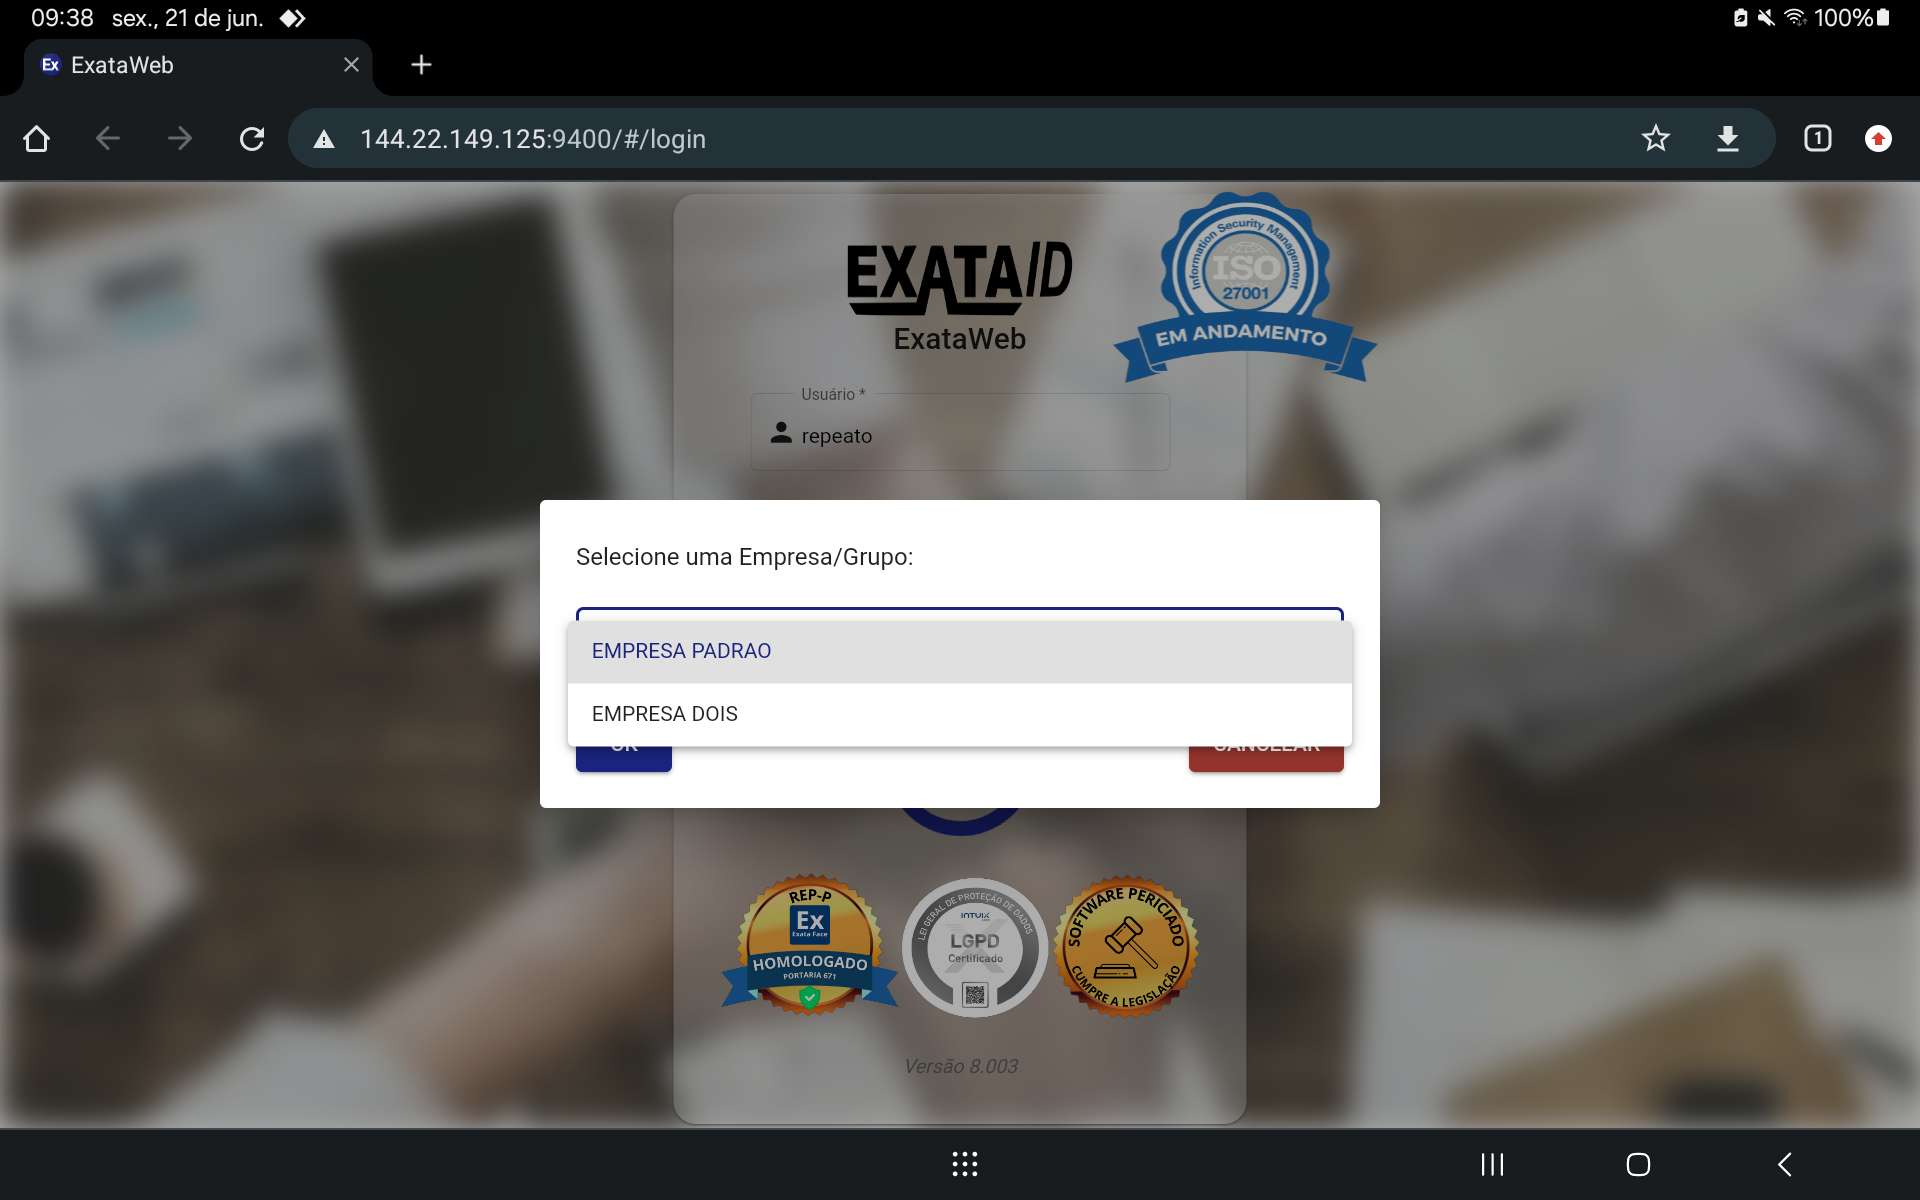 09:38 sex., 21 de jun. 100%
Ex ExataWeb
144.22.149.125:9400/#/login 1
EXATAID
ExataWeb
Information Security Management
ISO
27001
EM ANDAMENTO
Usuário *
repeato
Selecione uma Empresa/Grupo:
EMPRESA PADRAO
EMPRESA DOIS
OK CANCELAR
REP-P
Ex
Exata Face
HOMOLOGADO
PORTARIA 671
LEI GERAL DE PROTEÇÃO DE DADOS
INTUIX
LGPD
Certificado
SOFTWARE PERICIADO
CUMPRE A LEGISLAÇÃO
Versão 8.003